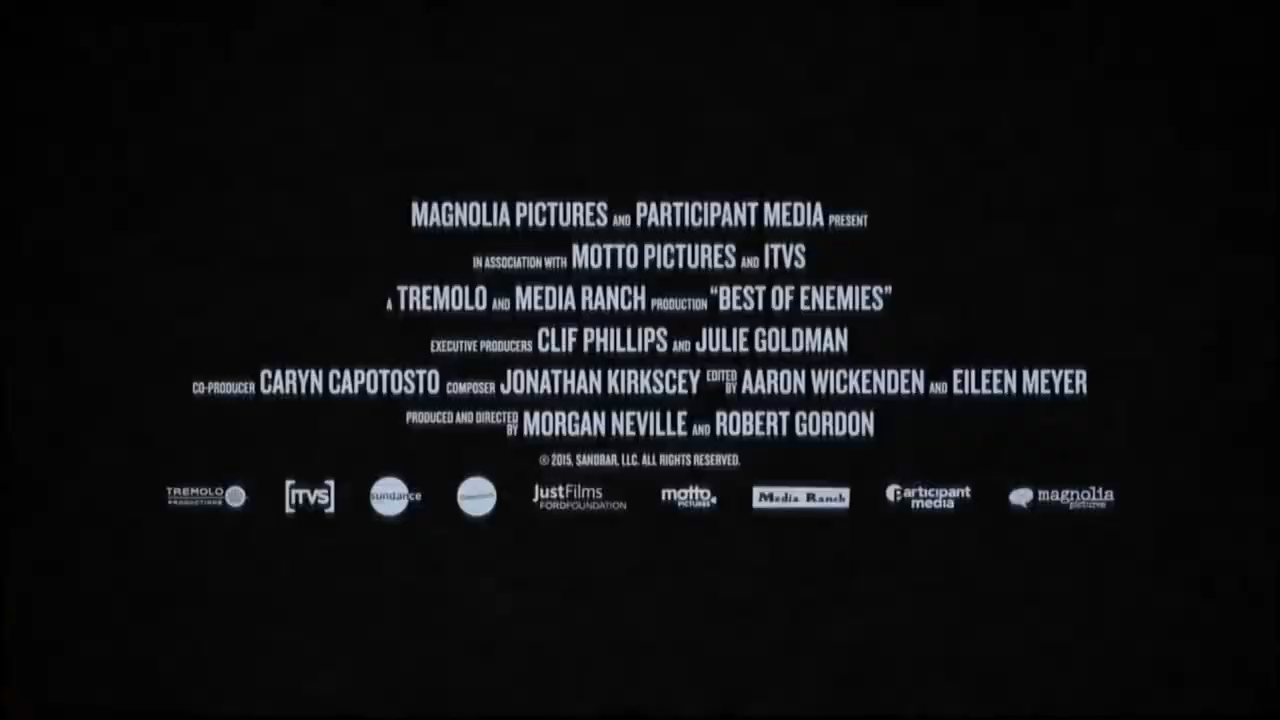 MAGNOLIA PICTURES AND PARTICIPANT MEDIA PRESENT
IN ASSOCIATION WITH MOTTO PICTURES AND ITVS
A TREMOLO AND MEDIA RANCH PRODUCTION "BEST OF ENEMIES"
EXECUTIVE PRODUCERS CLIF PHILLIPS AND JULIE GOLDMAN
CO-PRODUCER CARYN CAPOTOSTO COMPOSER JONATHAN KIRKSCEY EDITED BY AARON WICKENDEN AND EILEEN MEYER
PRODUCED AND DIRECTED BY MORGAN NEVILLE AND ROBERT GORDON
© 2015, SANDBAR, LLC. ALL RIGHTS RESERVED.
TREMOLO PRODUCTIONS ITVS sundance JustFilms FORDFOUNDATION motto PICTURES Media Ranch Participant media magnolia pictures